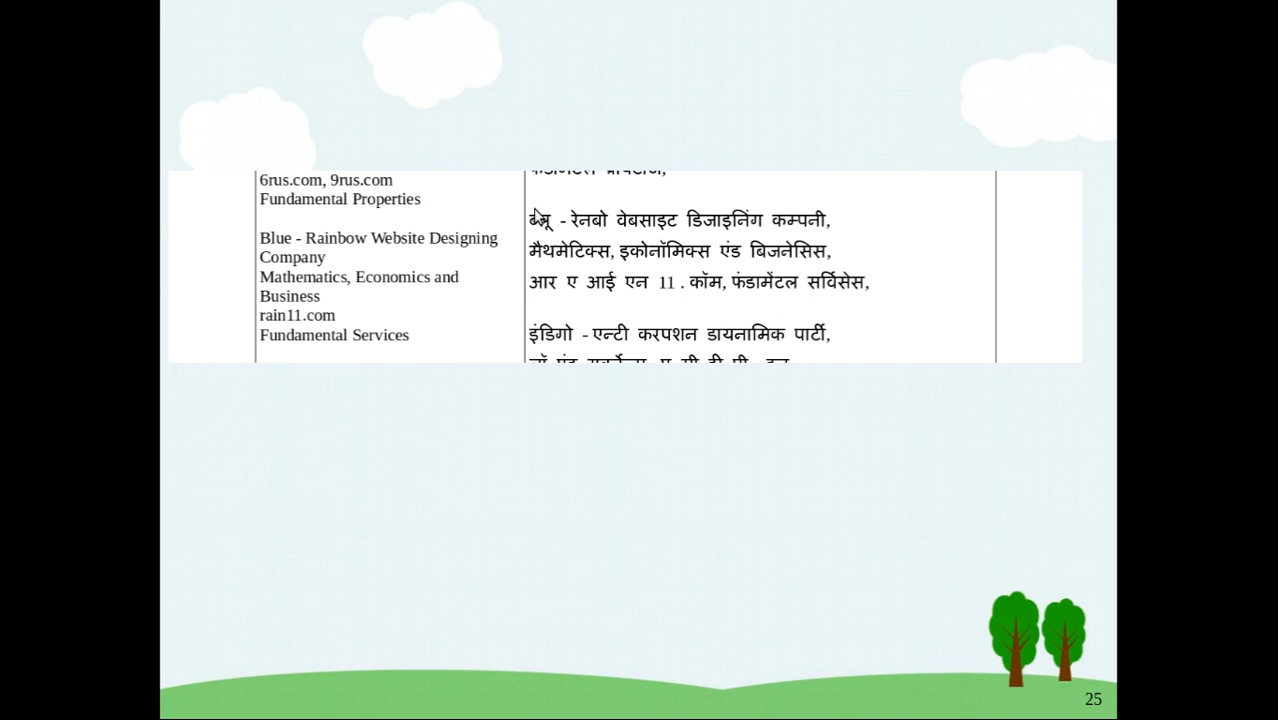 6rus.com, 9rus.com
Fundamental Properties
Blue - Rainbow Website Designing
Company
Mathematics, Economics and
Business
rain11.com
Fundamental Services
ब्लू - रेनबो वेबसाइट डिजाइनिंग कम्पनी,
मैथमेटिक्स, इकोनॉमिक्स एंड बिजनेसिस,
आर ए आई एन 11 . कॉम, फंडामेंटल सर्विसेस,
इंडिगो - एन्टी करपशन डायनामिक पार्टी,
25